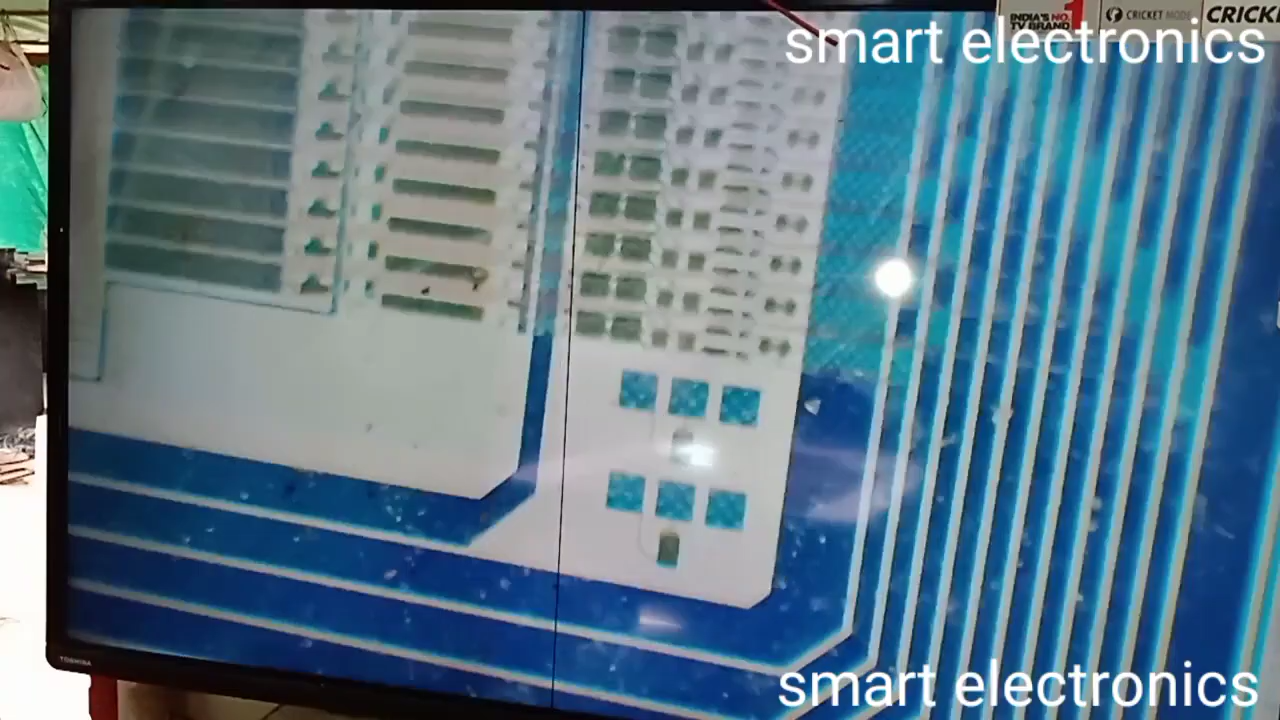 INDIA'S NO. 1
TV BRAND
CRICKET MODE
CRICK
smart electronics
TOSHIBA
smart electronics